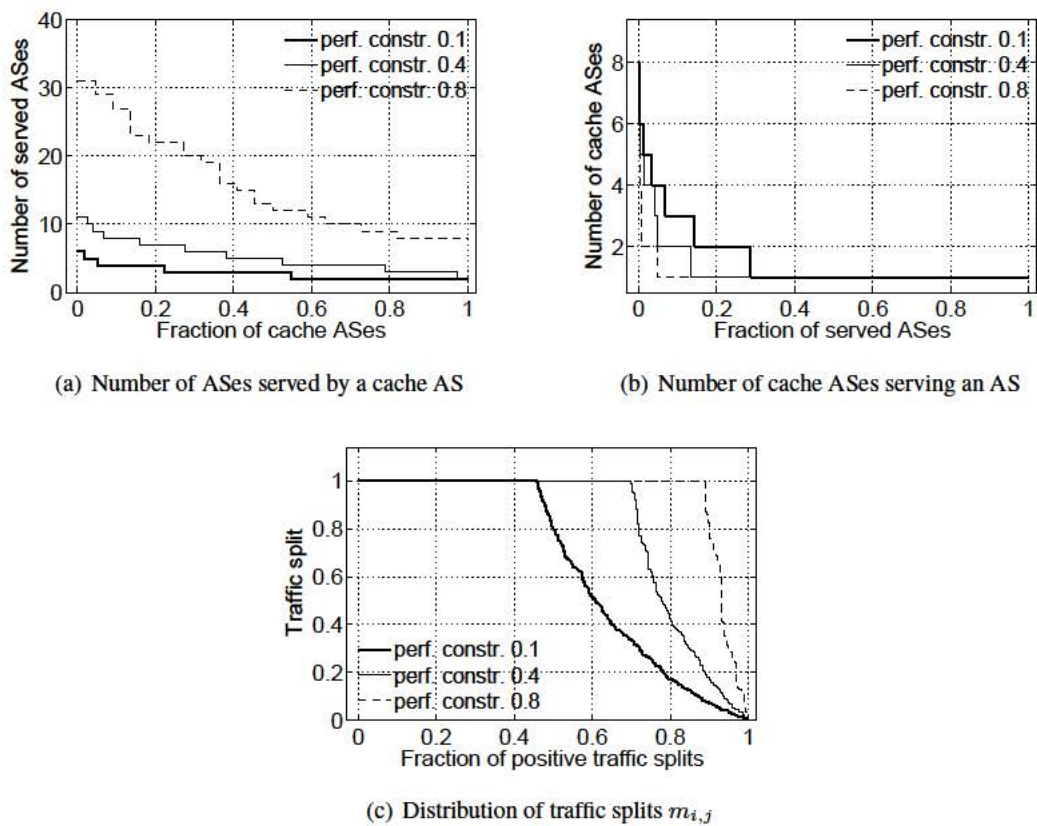 40
30
20
10
0
Number of served ASes
perf. constr. 0.1
perf. constr. 0.4
perf. constr. 0.8
0 0.2 0.4 0.6 0.8 1
Fraction of cache ASes
(a) Number of ASes served by a cache AS
8
6
4
2
Number of cache ASes
perf. constr. 0.1
perf. constr. 0.4
perf. constr. 0.8
0 0.2 0.4 0.6 0.8 1
Fraction of served ASes
(b) Number of cache ASes serving an AS
1
0.8
0.6
0.4
0.2
0
Traffic split
perf. constr. 0.1
perf. constr. 0.4
perf. constr. 0.8
0 0.2 0.4 0.6 0.8 1
Fraction of positive traffic splits
(c) Distribution of traffic splits m_{i,j}